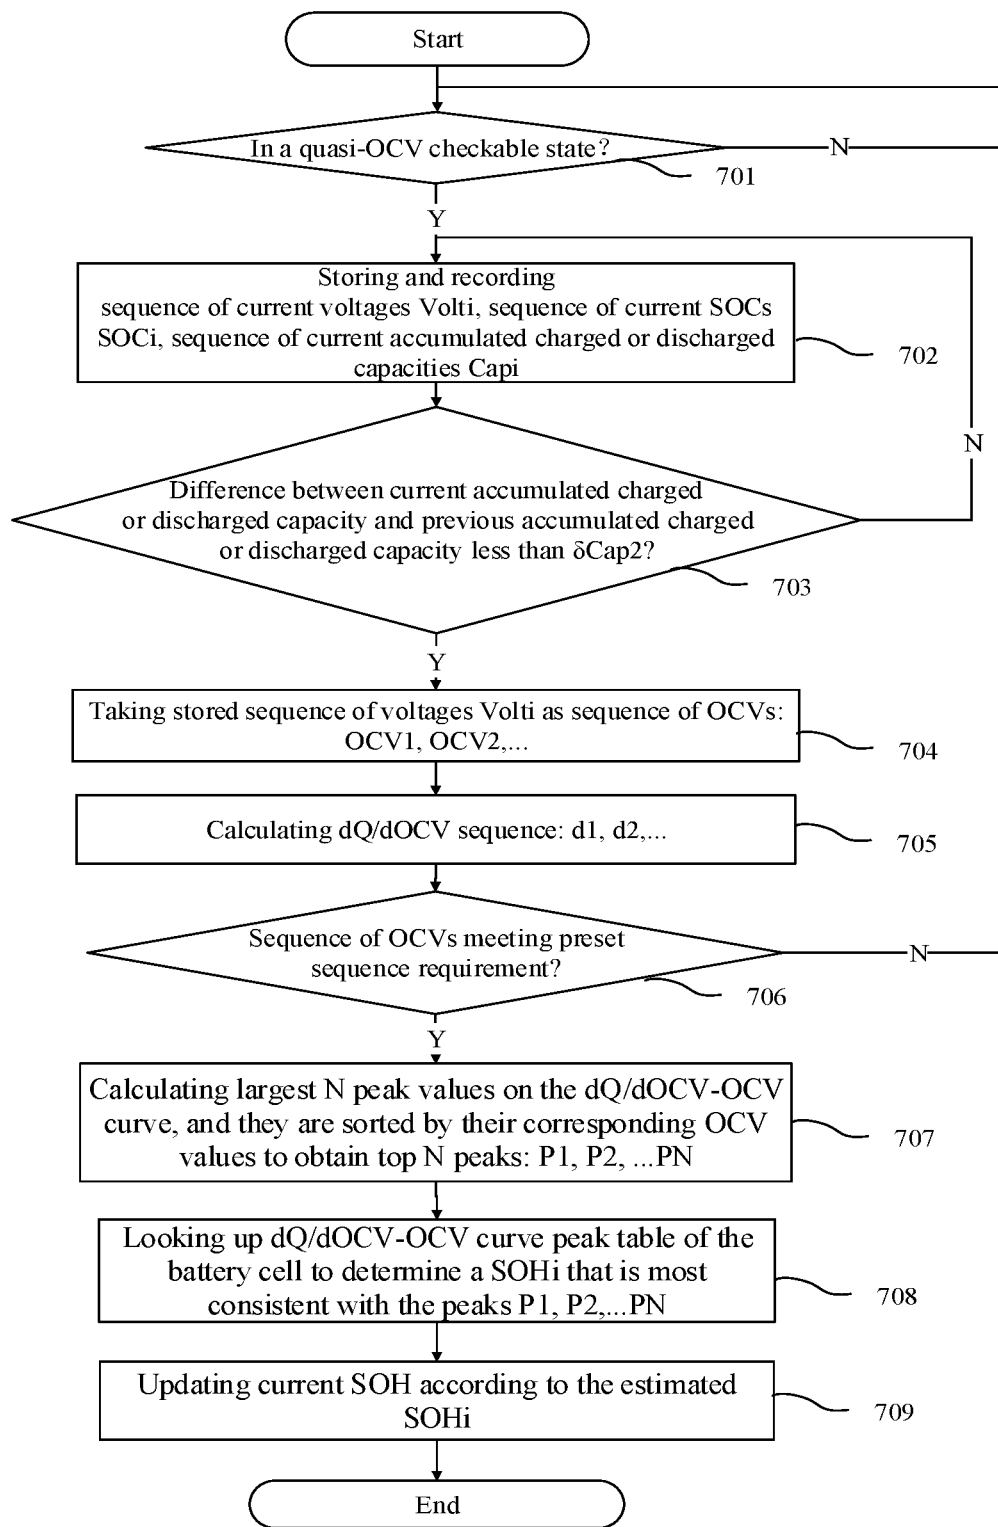 Start
In a quasi-OCV checkable state?
N
701
Y
Storing and recording
sequence of current voltages Volti, sequence of current SOCs
SOCi, sequence of current accumulated charged or discharged
capacities Capi
702
N
Difference between current accumulated charged
or discharged capacity and previous accumulated charged
or discharged capacity less than δCap2?
703
Y
Taking stored sequence of voltages Volti as sequence of OCVs:
OCV1, OCV2,...
704
Calculating dQ/dOCV sequence: d1, d2,...
705
Sequence of OCVs meeting preset
sequence requirement?
N
706
Y
Calculating largest N peak values on the dQ/dOCV-OCV
curve, and they are sorted by their corresponding OCV
values to obtain top N peaks: P1, P2, ...PN
707
Looking up dQ/dOCV-OCV curve peak table of the
battery cell to determine a SOHi that is most
consistent with the peaks P1, P2,...PN
708
Updating current SOH according to the estimated
SOHi
709
End